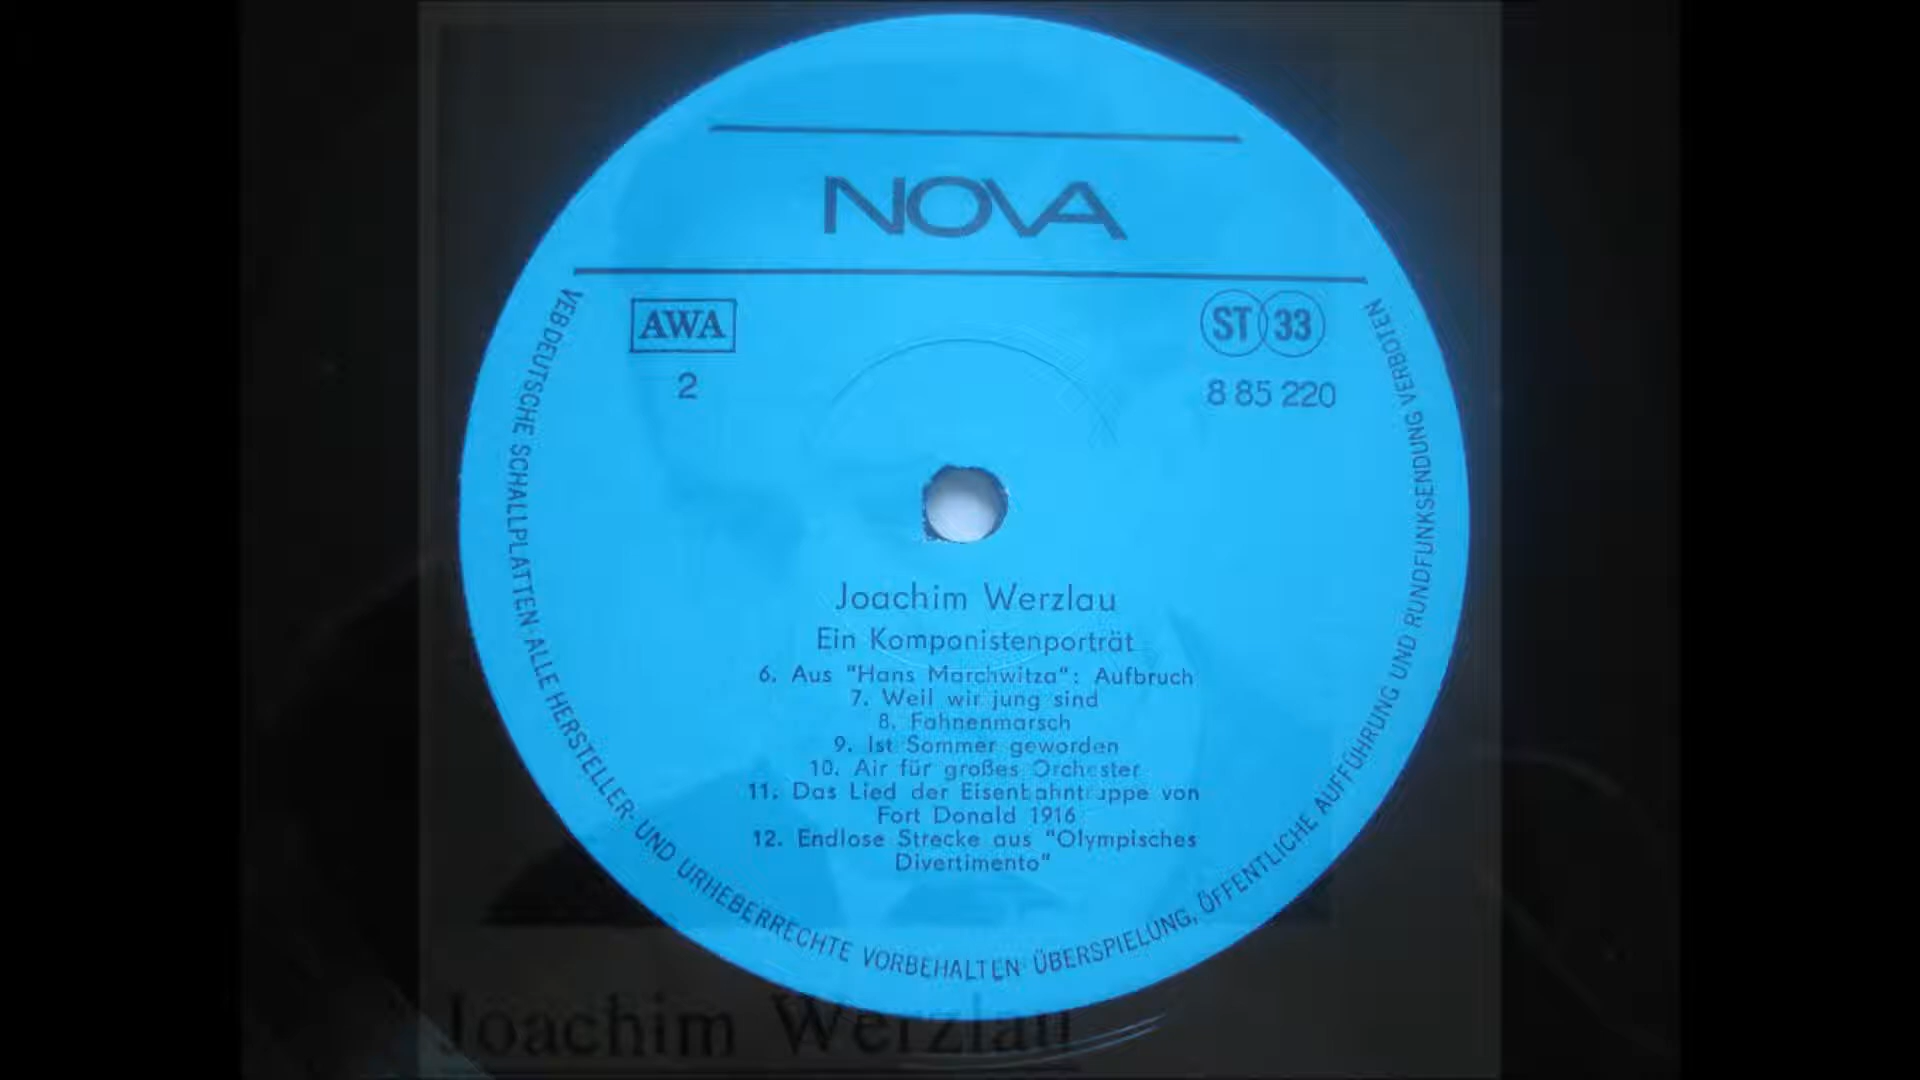 NOVA
AWA
ST 33
2
8 85 220
Joachim Werzlau
Ein Komponistenporträt
6. Aus "Hans Marchwitza": Aufbruch
7. Weil wir jung sind
8. Fahnenmarsch
9. Ist Sommer geworden
10. Air für großes Orchester
11. Das Lied der Eisenbahntruppe von
Fort Donald 1916
12. Endlose Strecke aus "Olympisches
Divertimento"
VEB DEUTSCHE SCHALLPLATTEN · ALLE HERSTELLER- UND URHEBERRECHTE VORBEHALTEN · ÜBERSPIELUNG, ÖFFENTLICHE AUFFÜHRUNG UND RUNDFUNKSENDUNG VERBOTEN
Joachim Werzlau